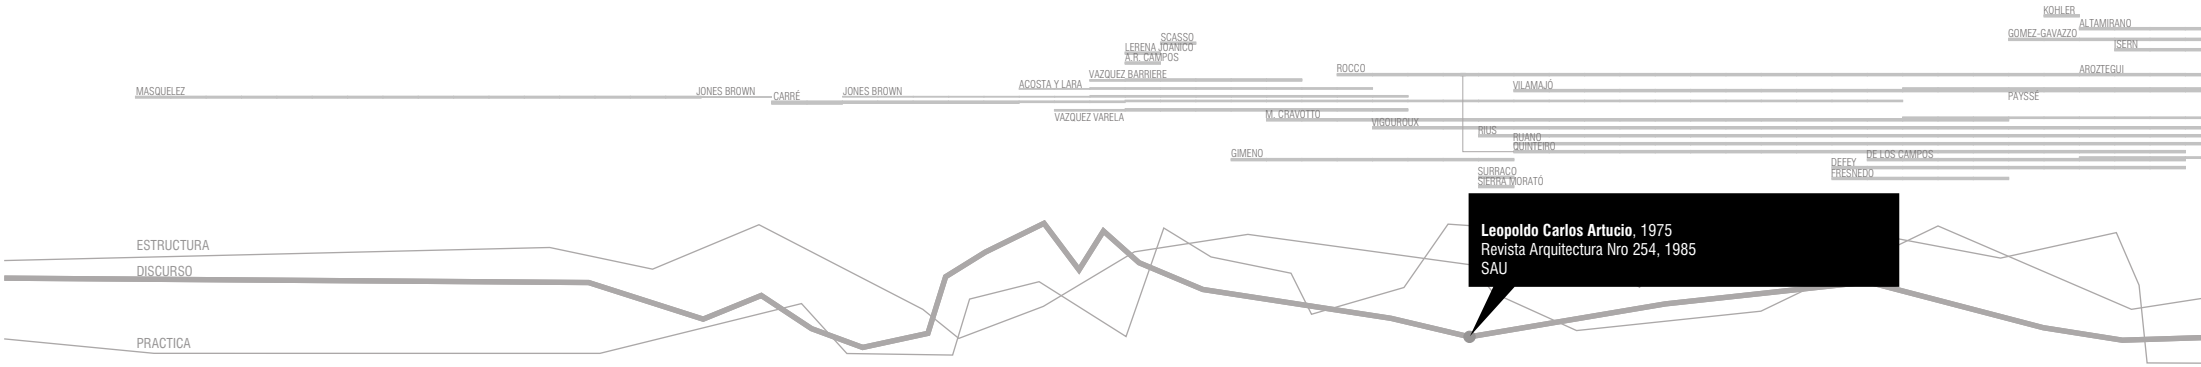 KOHLER
ALTAMIRANO
GOMEZ-GAVAZZO
ISERN
SCASSO
LERENA JOANICO
A.R. CAMPOS
ROCCO
AROZTEGUI
VAZQUEZ BARRIERE
ACOSTA Y LARA
VILAMAJÓ
MASQUELEZ
JONES BROWN
CARRÉ
JONES BROWN
PAYSSÉ
VAZQUEZ VARELA
M. CRAVOTTO
VIGOUROUX
RIUS
RUANO
QUINTEIRO
GIMENO
DE LOS CAMPOS
DEFEY
FRESNEDO
SURRACO
SIERRA MORATÓ
Leopoldo Carlos Artucio, 1975
Revista Arquitectura Nro 254, 1985
SAU
ESTRUCTURA
DISCURSO
PRACTICA